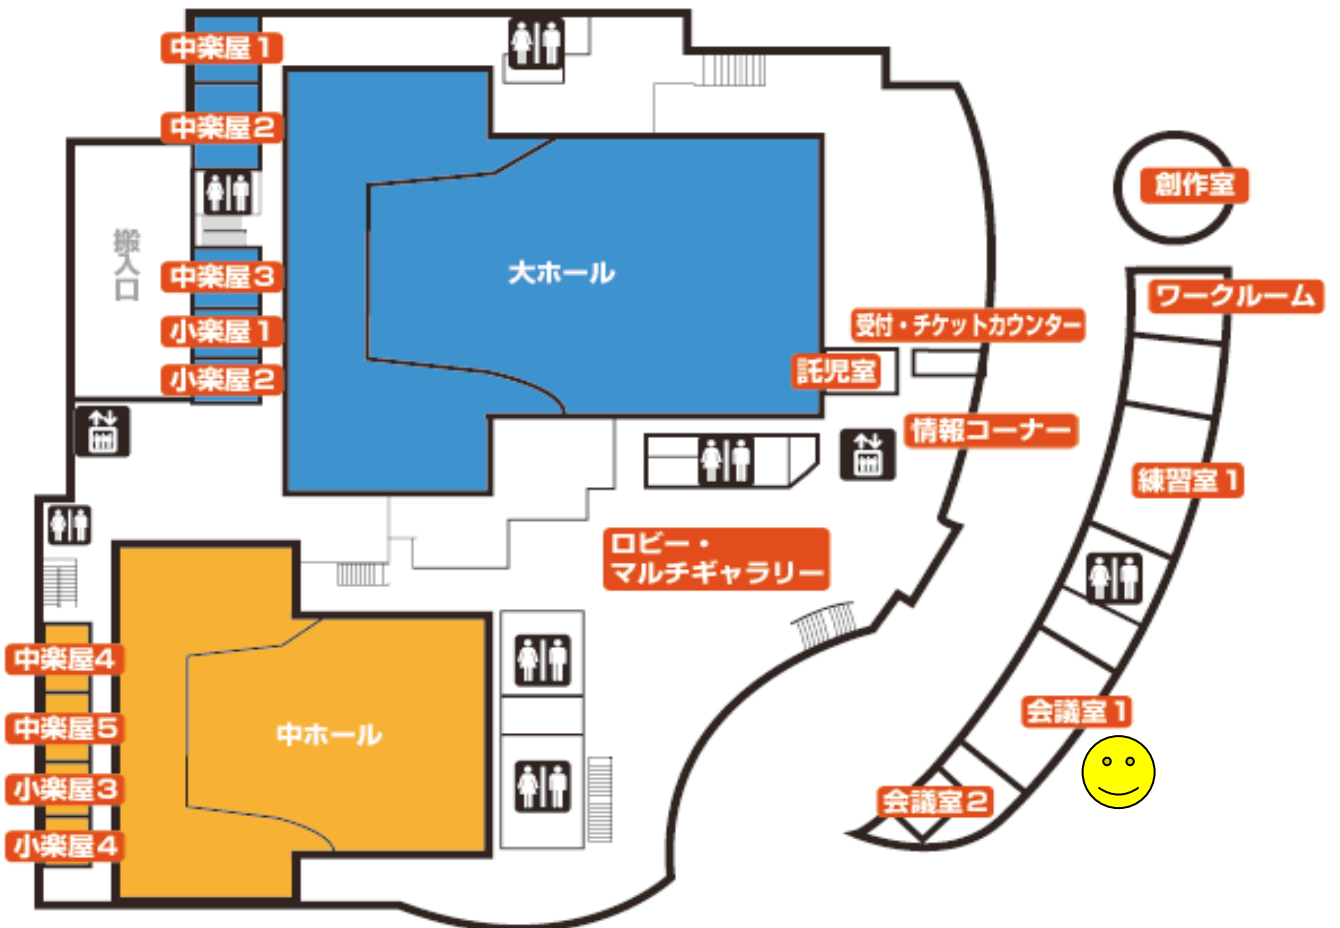 中楽屋1
中楽屋2
搬入口
中楽屋3
小楽屋1
小楽屋2
大ホール
創作室
ワークルーム
受付・チケットカウンター
託児室
情報コーナー
練習室1
ロビー・
マルチギャラリー
中楽屋4
中楽屋5
小楽屋3
小楽屋4
中ホール
会議室1
会議室2